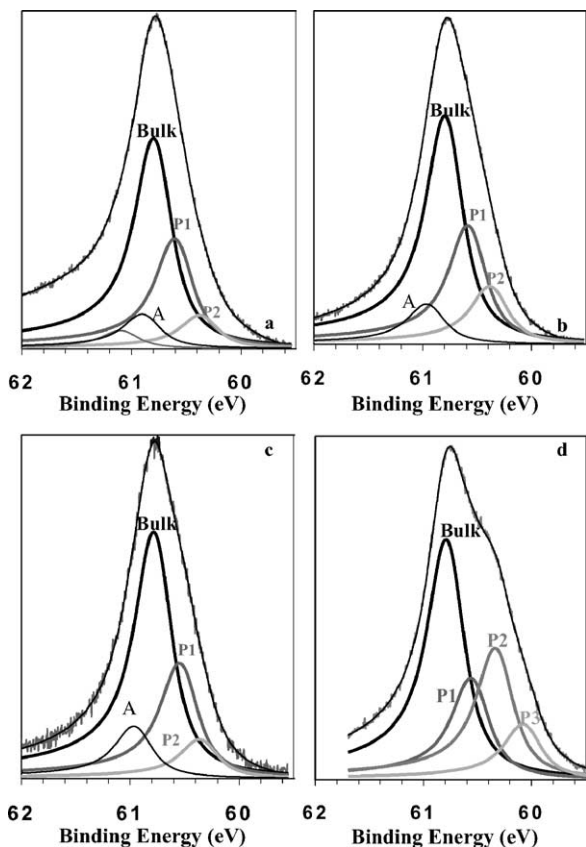 Bulk
P1
A
P2
a
62 61 60
Binding Energy (eV)
Bulk
P1
P2
A
b
62 61 60
Binding Energy (eV)
c
Bulk
P1
A
P2
62 61 60
Binding Energy (eV)
d
Bulk
P2
P1
P3
62 61 60
Binding Energy (eV)